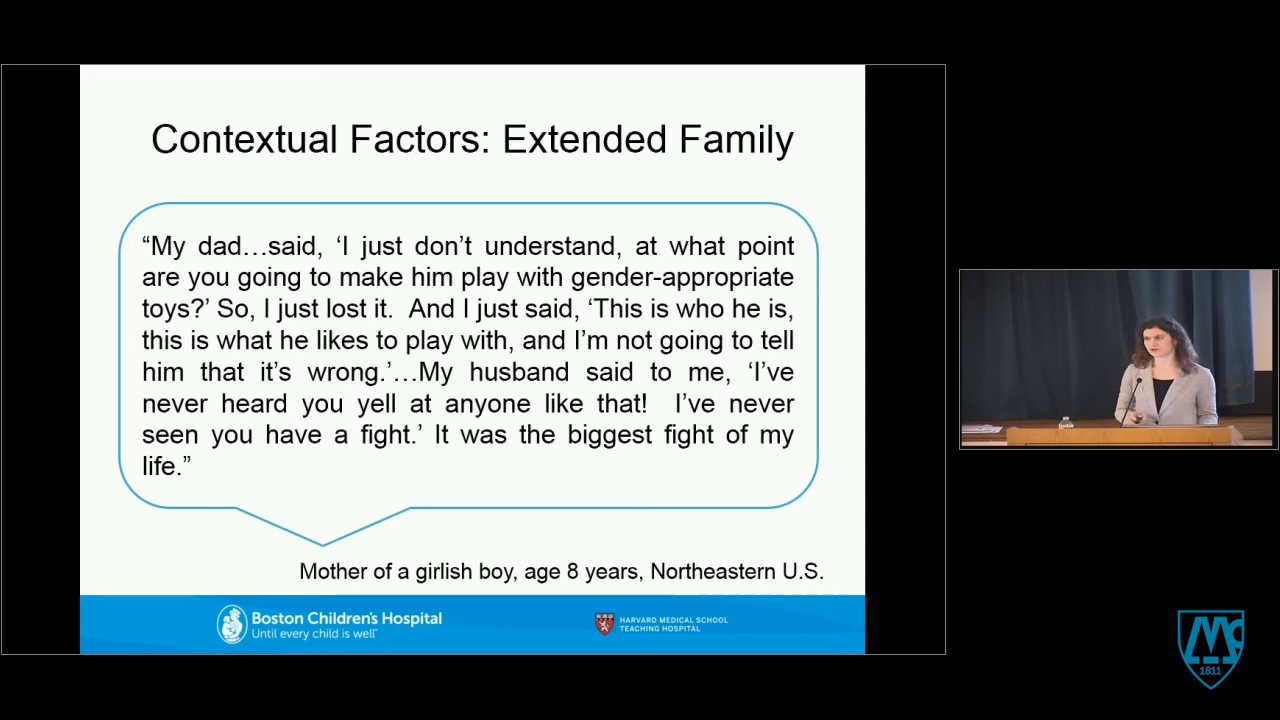 Contextual Factors: Extended Family
“My dad…said, ‘I just don’t understand, at what point
are you going to make him play with gender-appropriate
toys?’ So, I just lost it.  And I just said, ‘This is who he is,
this is what he likes to play with, and I’m not going to tell
him that it’s wrong.’…My husband said to me, ‘I’ve
never heard you yell at anyone like that!  I’ve never
seen you have a fight.’ It was the biggest fight of my
life.”
Mother of a girlish boy, age 8 years, Northeastern U.S.
Boston Children’s Hospital
Until every child is well™
HARVARD MEDICAL SCHOOL
TEACHING HOSPITAL
1811